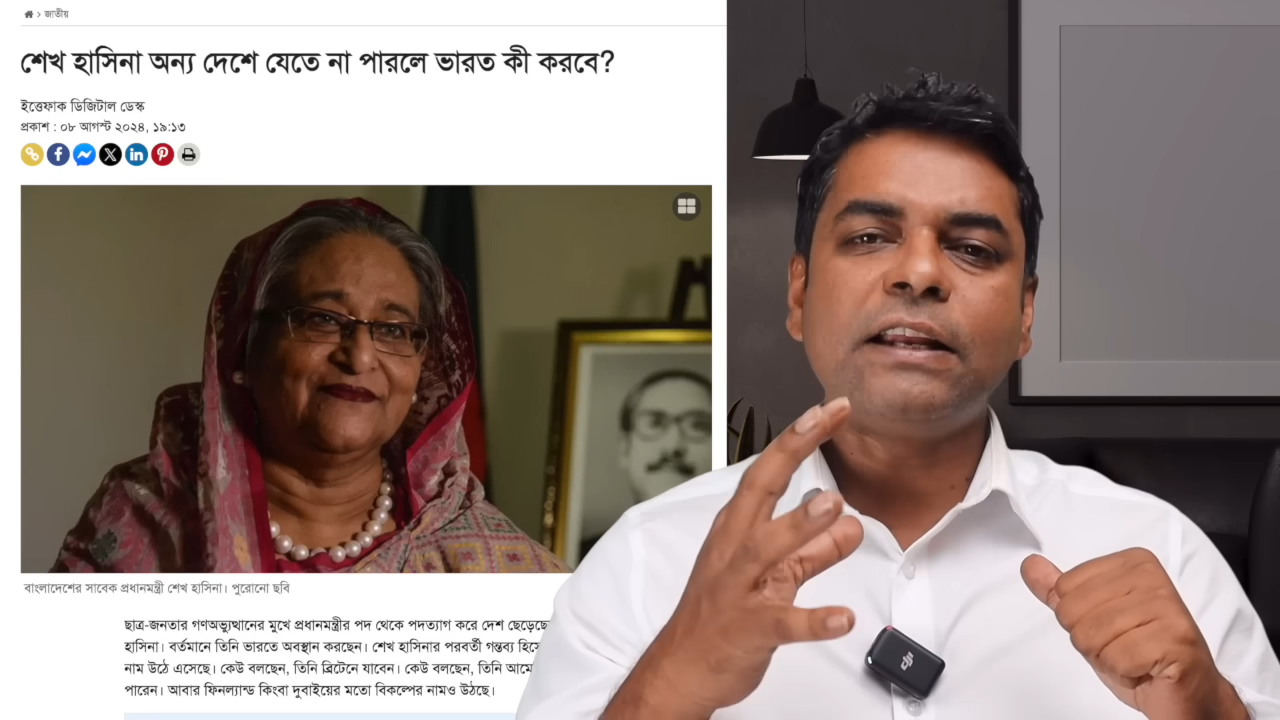 জাতীয়
শেখ হাসিনা অন্য দেশে যেতে না পারলে ভারত কী করবে?
ইত্তেফাক ডিজিটাল ডেস্ক
প্রকাশ : ০৮ আগস্ট ২০২৪, ১৯:১৩
বাংলাদেশের সাবেক প্রধানমন্ত্রী শেখ হাসিনা। পুরোনো ছবি
ছাত্র-জনতার গণঅভ্যুত্থানের মুখে প্রধানমন্ত্রীর পদ থেকে পদত্যাগ করে দেশ ছেড়েছে
হাসিনা। বর্তমানে তিনি ভারতে অবস্থান করছেন। শেখ হাসিনার পরবর্তী গন্তব্য হিসে
নাম উঠে এসেছে। কেউ বলছেন, তিনি ব্রিটেনে যাবেন। কেউ বলছেন, তিনি আমে
পারেন। আবার ফিনল্যান্ড কিংবা দুবাইয়ের মতো বিকল্পের নামও উঠছে।
dji